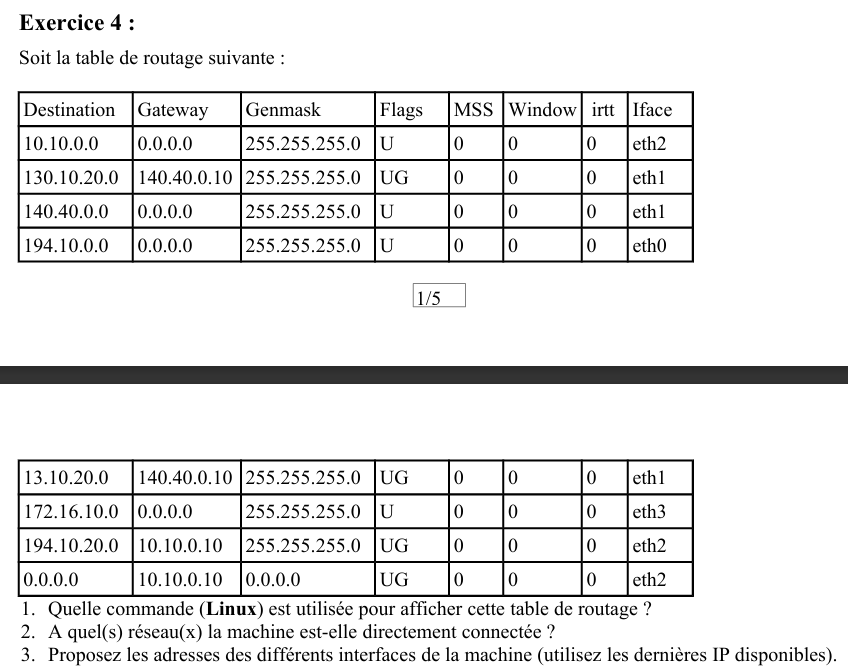 Exercice 4 :
Soit la table de routage suivante :
Destination Gateway Genmask Flags MSS Window irtt Iface
10.10.0.0 0.0.0.0 255.255.255.0 U 0 0 0 eth2
130.10.20.0 140.40.0.10 255.255.255.0 UG 0 0 0 eth1
140.40.0.0 0.0.0.0 255.255.255.0 U 0 0 0 eth1
194.10.0.0 0.0.0.0 255.255.255.0 U 0 0 0 eth0
1/5
13.10.20.0 140.40.0.10 255.255.255.0 UG 0 0 0 eth1
172.16.10.0 0.0.0.0 255.255.255.0 U 0 0 0 eth3
194.10.20.0 10.10.0.10 255.255.255.0 UG 0 0 0 eth2
0.0.0.0 10.10.0.10 0.0.0.0 UG 0 0 0 eth2
1. Quelle commande (Linux) est utilisée pour afficher cette table de routage ?
2. A quel(s) réseau(x) la machine est-elle directement connectée ?
3. Proposez les adresses des différents interfaces de la machine (utilisez les dernières IP disponibles).